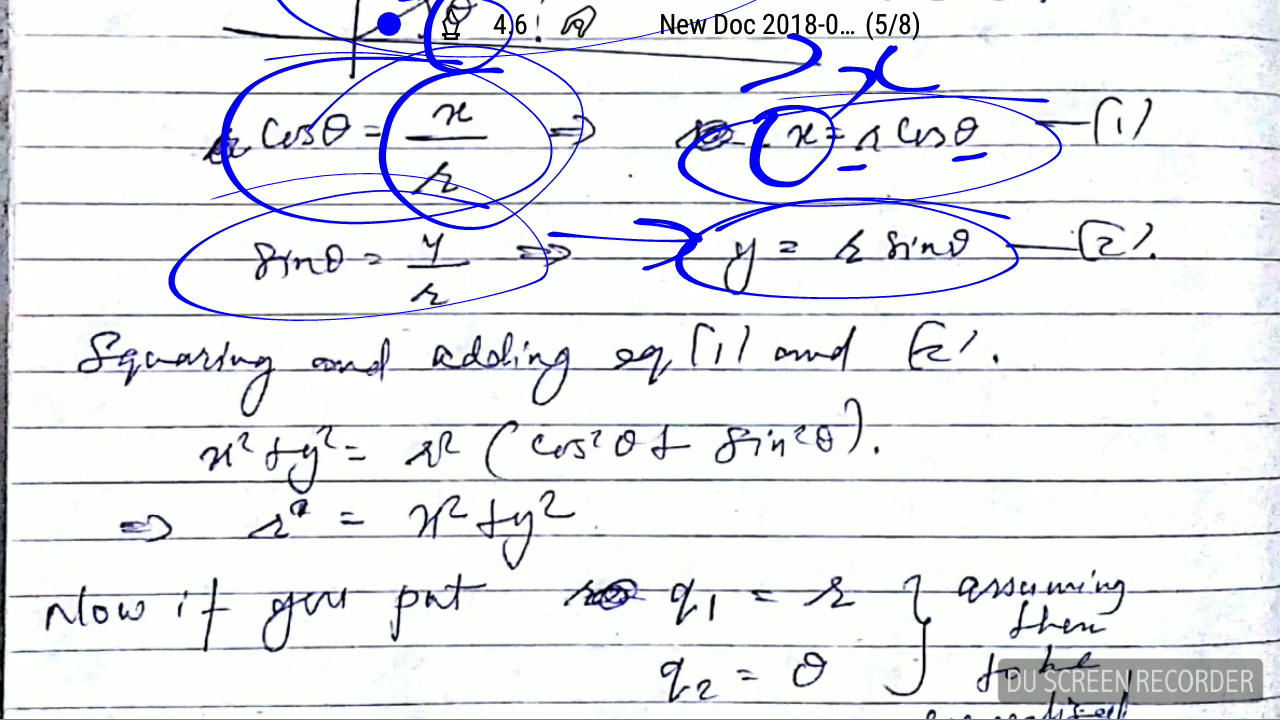 θ 4.6 New Doc 2018-0... (5/8)
x
cosθ = x/r ⇒ x = r cosθ — (1)
sinθ = y/r ⇒ y = r sinθ — (2).
Squaring and adding eq (1) and (2).
x² + y² = r² (cos²θ + sin²θ).
⇒ r² = x² + y²
Now if you put q₁ = r } assuming
them
q₂ = θ to be
DU SCREEN RECORDER